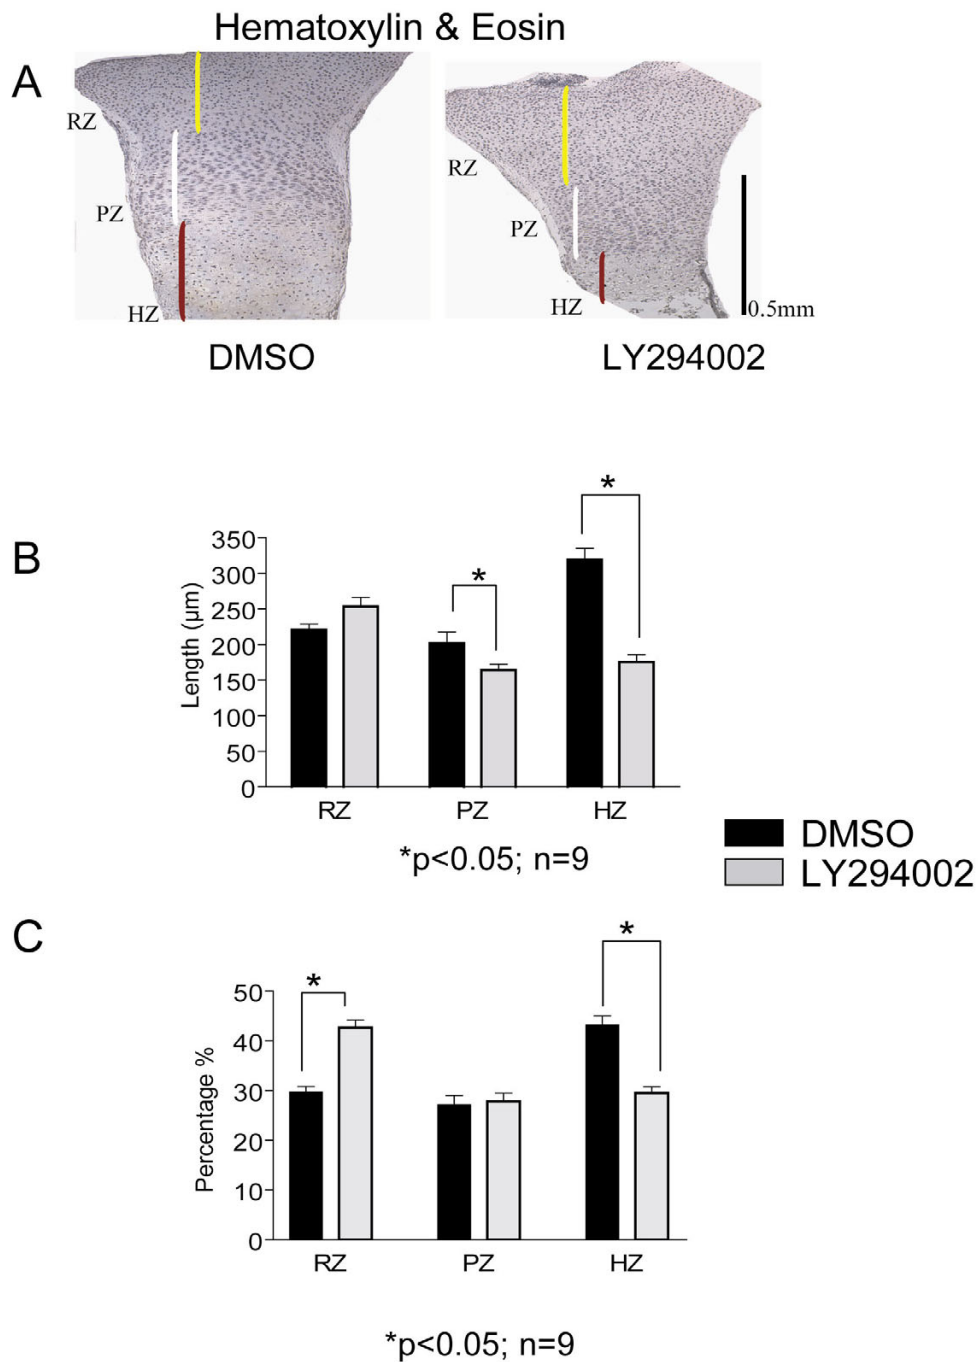 Hematoxylin & Eosin
A
RZ
PZ
HZ
RZ
PZ
HZ
0.5mm
DMSO
LY294002
B
*
*
350
300
250
200
150
100
50
0
Length (µm)
RZ PZ HZ
*p<0.05; n=9
DMSO
LY294002
C
*
*
50
40
30
20
10
0
Percentage %
RZ PZ HZ
*p<0.05; n=9